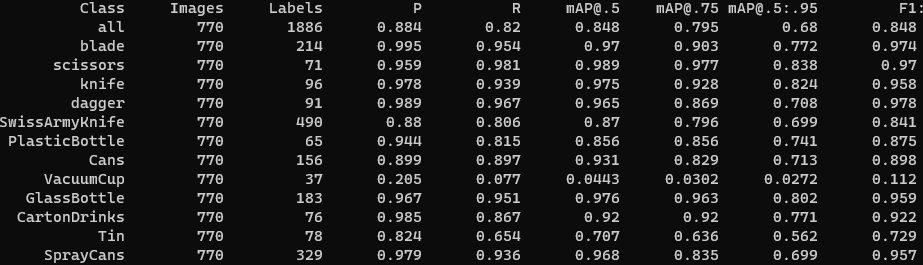 Class Images Labels P R mAP@.5 mAP@.75 mAP@.5:.95 F1:
all 770 1886 0.884 0.82 0.848 0.795 0.68 0.848
blade 770 214 0.995 0.954 0.97 0.903 0.772 0.974
scissors 770 71 0.959 0.981 0.989 0.977 0.838 0.97
knife 770 96 0.978 0.939 0.975 0.928 0.824 0.958
dagger 770 91 0.989 0.967 0.965 0.869 0.708 0.978
SwissArmyKnife 770 490 0.88 0.806 0.87 0.796 0.699 0.841
PlasticBottle 770 65 0.944 0.815 0.856 0.856 0.741 0.875
Cans 770 156 0.899 0.897 0.931 0.829 0.713 0.898
VacuumCup 770 37 0.205 0.077 0.0443 0.0302 0.0272 0.112
GlassBottle 770 183 0.967 0.951 0.976 0.963 0.802 0.959
CartonDrinks 770 76 0.985 0.867 0.92 0.92 0.771 0.922
Tin 770 78 0.824 0.654 0.707 0.636 0.562 0.729
SprayCans 770 329 0.979 0.936 0.968 0.835 0.699 0.957